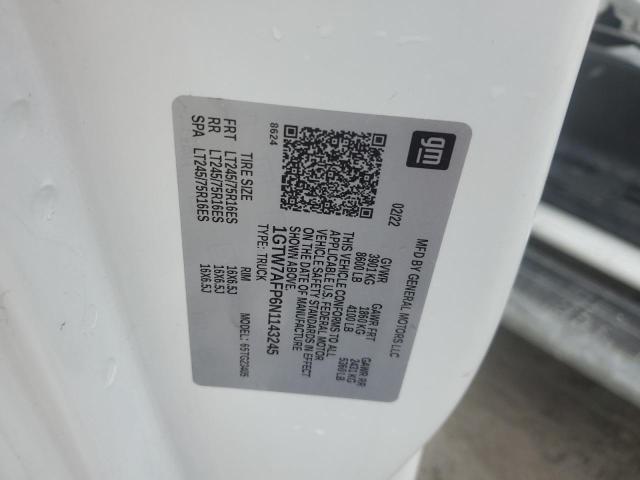 gm
MFD BY GENERAL MOTORS LLC
02/22
GVWR GAWR FRT GAWR RR
3901 KG 1860 KG 2431 KG
8600 LB 4100 LB 5360 LB
THIS VEHICLE CONFORMS TO ALL
APPLICABLE U.S. FEDERAL MOTOR
VEHICLE SAFETY STANDARDS IN EFFECT
ON THE DATE OF MANUFACTURE
SHOWN ABOVE.
1GTW7AFP6N1143245
8624
TYPE: TRUCK MODEL: 65TG23405
TIRE SIZE RIM
FRT LT245/75R16ES 16X6.5J
RR LT245/75R16ES 16X6.5J
SPA LT245/75R16ES 16X6.5J